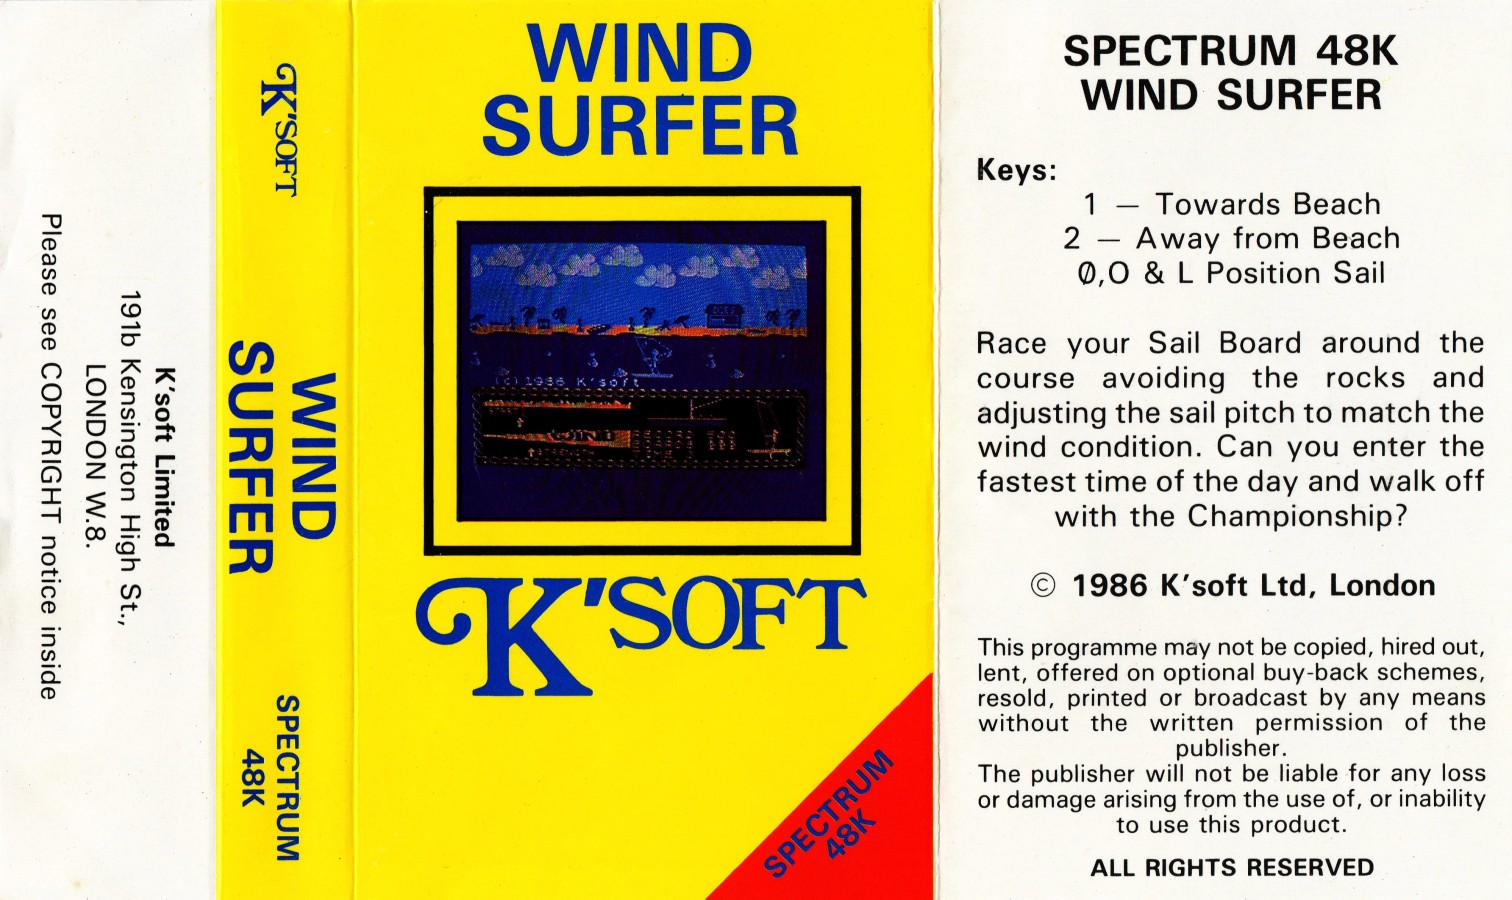 K'soft Limited
191b Kensington High St.,
LONDON W.8.
Please see COPYRIGHT notice inside
K'SOFT
WIND
SURFER
SPECTRUM
48K
WIND
SURFER
(c) 1986 K'soft
K'SOFT
SPECTRUM
48K
SPECTRUM 48K
WIND SURFER
Keys:
1 — Towards Beach
2 — Away from Beach
0,O & L Position Sail
Race your Sail Board around the
course avoiding the rocks and
adjusting the sail pitch to match the
wind condition. Can you enter the
fastest time of the day and walk off
with the Championship?
© 1986 K'soft Ltd, London
This programme may not be copied, hired out,
lent, offered on optional buy-back schemes,
resold, printed or broadcast by any means
without the written permission of the
publisher.
The publisher will not be liable for any loss
or damage arising from the use of, or inability
to use this product.
ALL RIGHTS RESERVED